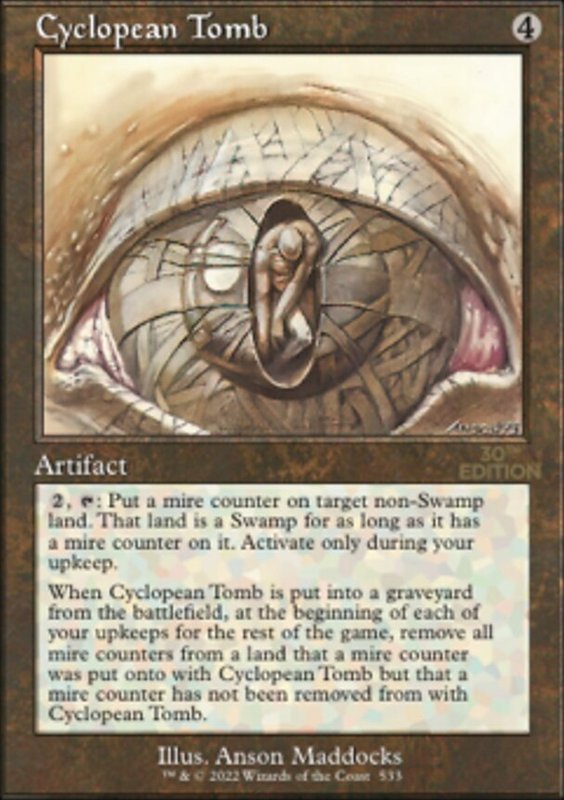 Cyclopean Tomb 4
30TH
EDITION
Artifact
2, T: Put a mire counter on target non-Swamp
land. That land is a Swamp for as long as it has
a mire counter on it. Activate only during your
upkeep.
When Cyclopean Tomb is put into a graveyard
from the battlefield, at the beginning of each of
your upkeeps for the rest of the game, remove all
mire counters from a land that a mire counter
was put onto with Cyclopean Tomb but that a
mire counter has not been removed from with
Cyclopean Tomb.
Illus. Anson Maddocks
™ & © 2022 Wizards of the Coast 533